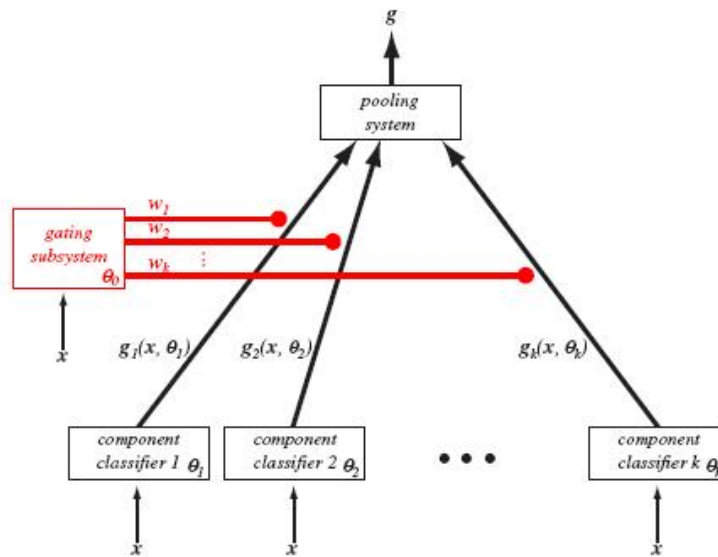 g
pooling
system
w₁
w₂
gating
subsystem
⋮
wₖ
θ₀
x
g₁(x, θ₁)
g₂(x, θ₂)
gₖ(x, θₖ)
component
classifier 1 θ₁
component
classifier 2 θ₂
• • •
component
classifier k
x
x
x